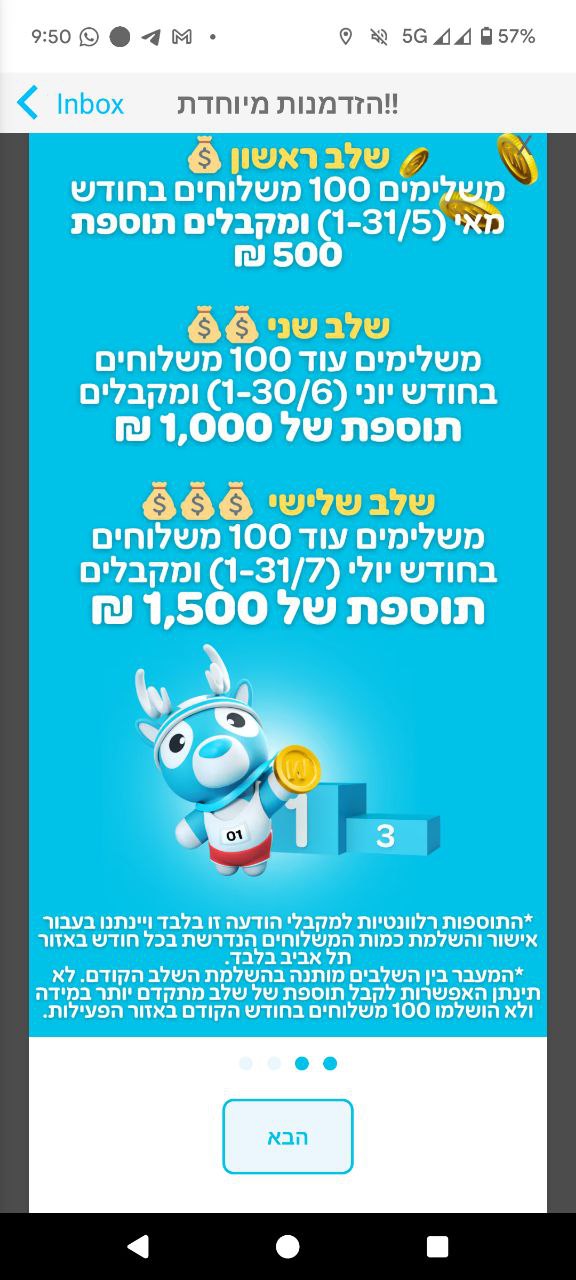 9:50
5G
57%
Inbox
הזדמנות מיוחדת!!
שלב ראשון
משלימים 100 משלוחים בחודש
מאי (1-31/5) ומקבלים תוספת
500 ₪
שלב שני
משלימים עוד 100 משלוחים
בחודש יוני (1-30/6) ומקבלים
תוספת של 1,000 ₪
שלב שלישי
משלימים עוד 100 משלוחים
בחודש יולי (1-31/7) ומקבלים
תוספת של 1,500 ₪
01
1
3
*התוספות רלוונטיות למקבלי הודעה זו בלבד ויינתנו בעבור
אישור והשלמת כמות המשלוחים הנדרשת בכל חודש באזור
תל אביב בלבד.
*המעבר בין השלבים מותנה בהשלמת השלב הקודם. לא
תינתן האפשרות לקבל תוספת של שלב מתקדם יותר במידה
ולא הושלמו 100 משלוחים בחודש הקודם באזור הפעילות.
הבא